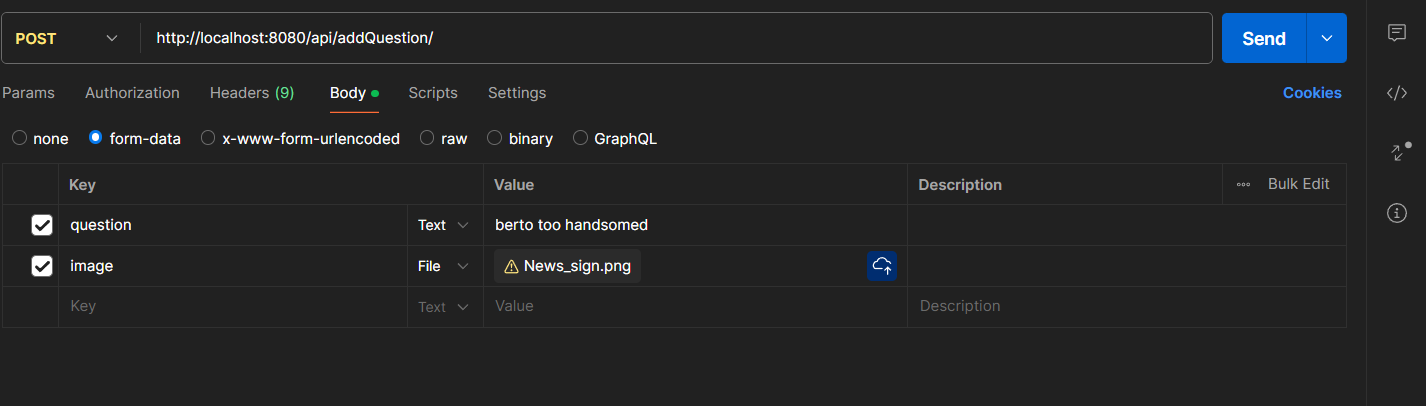 POST http://localhost:8080/api/addQuestion/ Send
Params Authorization Headers (9) Body Scripts Settings Cookies
none form-data x-www-form-urlencoded raw binary GraphQL
Key Value Description Bulk Edit
question Text berto too handsomed
image File News_sign.png
Key Text Value Description